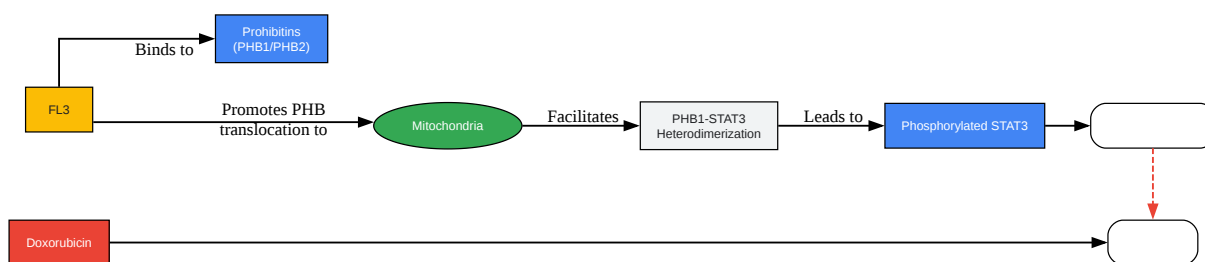 Prohibitins
(PHB1/PHB2)
Binds to
FL3
Promotes PHB
translocation to
Mitochondria
Facilitates
PHB1-STAT3
Heterodimerization
Leads to
Phosphorylated STAT3
Doxorubicin